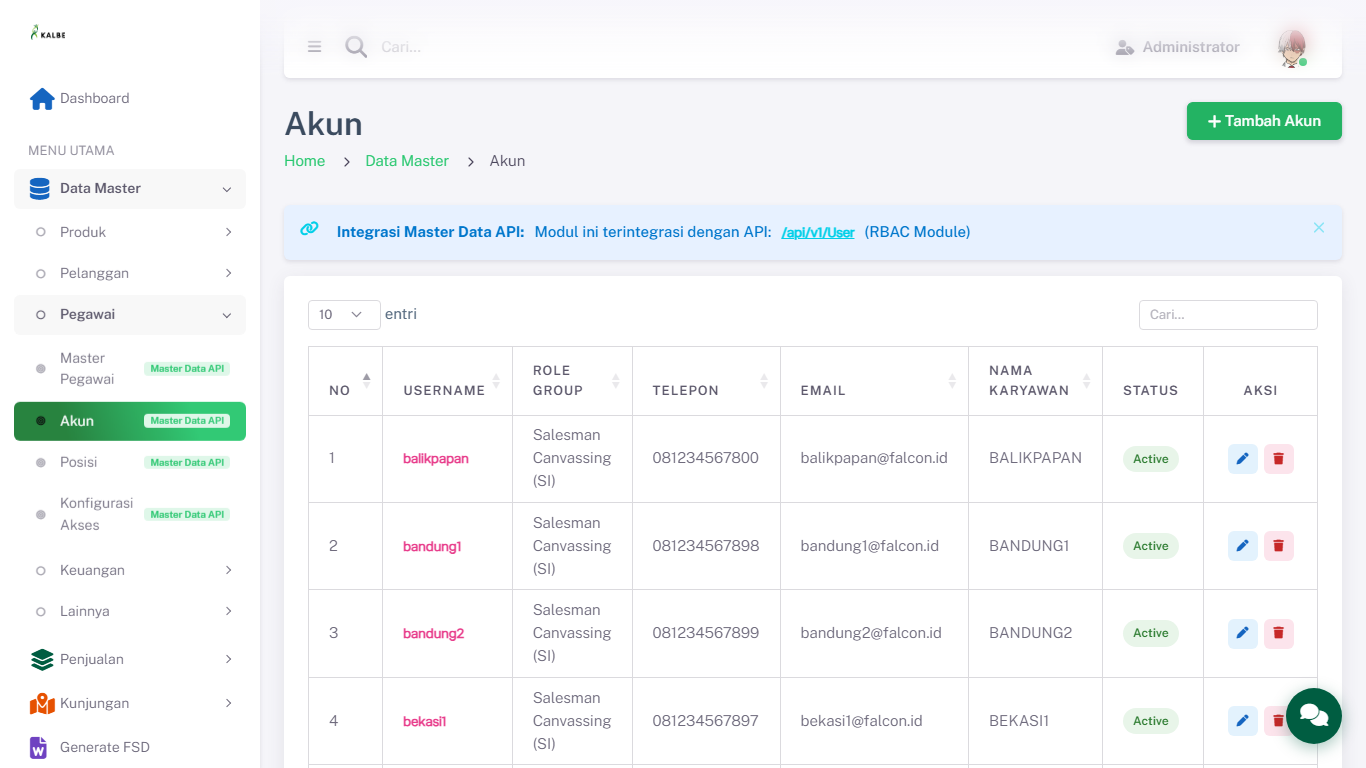 KALBE
Cari...
Administrator
Dashboard
MENU UTAMA
Data Master
Produk
Pelanggan
Pegawai
Master Pegawai
Master Data API
Akun
Master Data API
Posisi
Master Data API
Konfigurasi Akses
Master Data API
Keuangan
Lainnya
Penjualan
Kunjungan
Generate FSD
Akun
Tambah Akun
Home > Data Master > Akun
Integrasi Master Data API: Modul ini terintegrasi dengan API: /api/v1/User (RBAC Module)
10 entri
Cari...
NO USERNAME ROLE GROUP TELEPON EMAIL NAMA KARYAWAN STATUS AKSI
1 balikpapan Salesman Canvassing (SI) 081234567800 balikpapan@falcon.id BALIKPAPAN Active
2 bandung1 Salesman Canvassing (SI) 081234567898 bandung1@falcon.id BANDUNG1 Active
3 bandung2 Salesman Canvassing (SI) 081234567899 bandung2@falcon.id BANDUNG2 Active
4 bekasi1 Salesman Canvassing (SI) 081234567897 bekasi1@falcon.id BEKASI1 Active